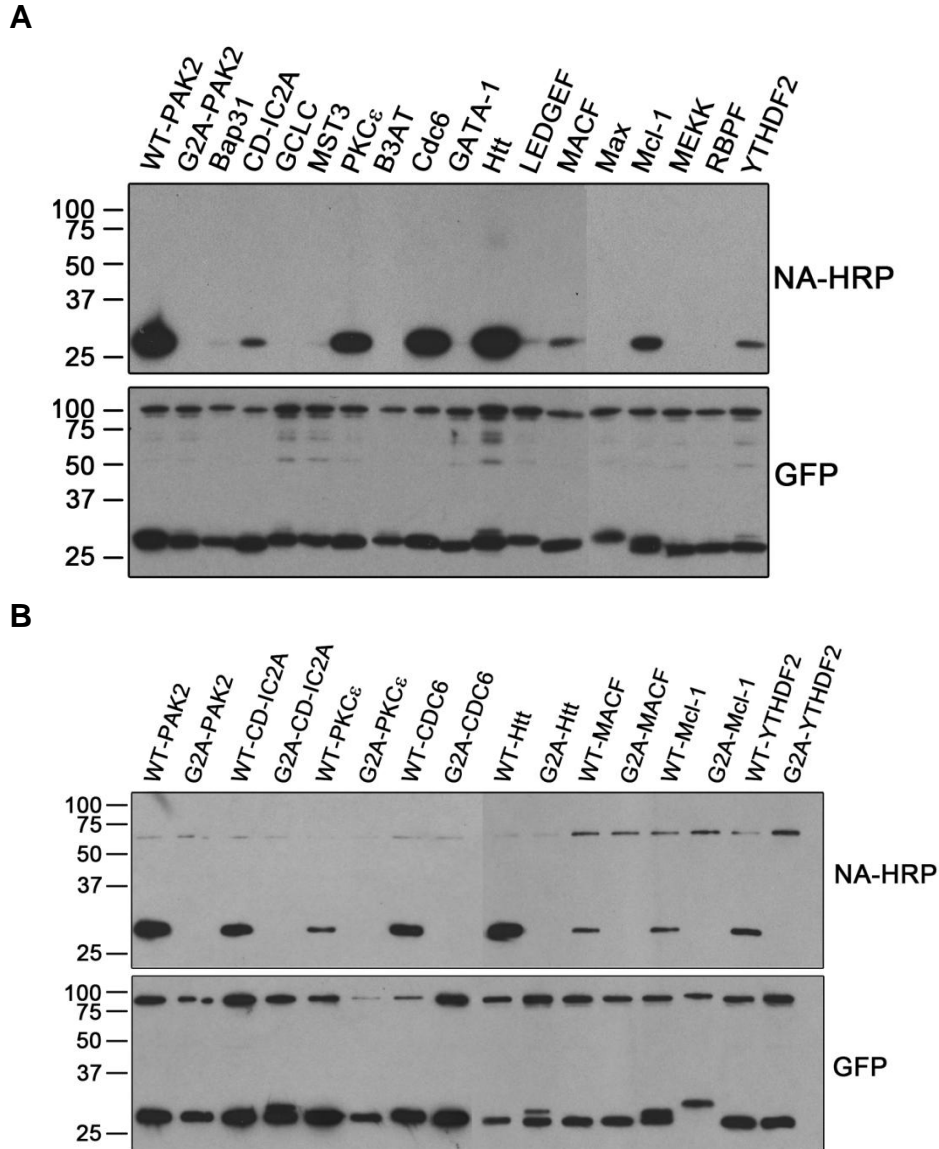 A
WT-PAK2
G2A-PAK2
Bap31
CD-IC2A
GCLC
MST3
PKCε
B3AT
Cdc6
GATA-1
Htt
LEDGEF
MACF
Max
Mcl-1
MEKK
RBPF
YTHDF2
100
75
50
37
25
NA-HRP
100
75
50
37
25
GFP
B
WT-PAK2
G2A-PAK2
WT-CD-IC2A
G2A-CD-IC2A
WT-PKCε
G2A-PKCε
WT-CDC6
G2A-CDC6
WT-Htt
G2A-Htt
WT-MACF
G2A-MACF
WT-Mcl-1
G2A-Mcl-1
WT-YTHDF2
G2A-YTHDF2
100
75
50
37
25
NA-HRP
100
75
50
37
25
GFP